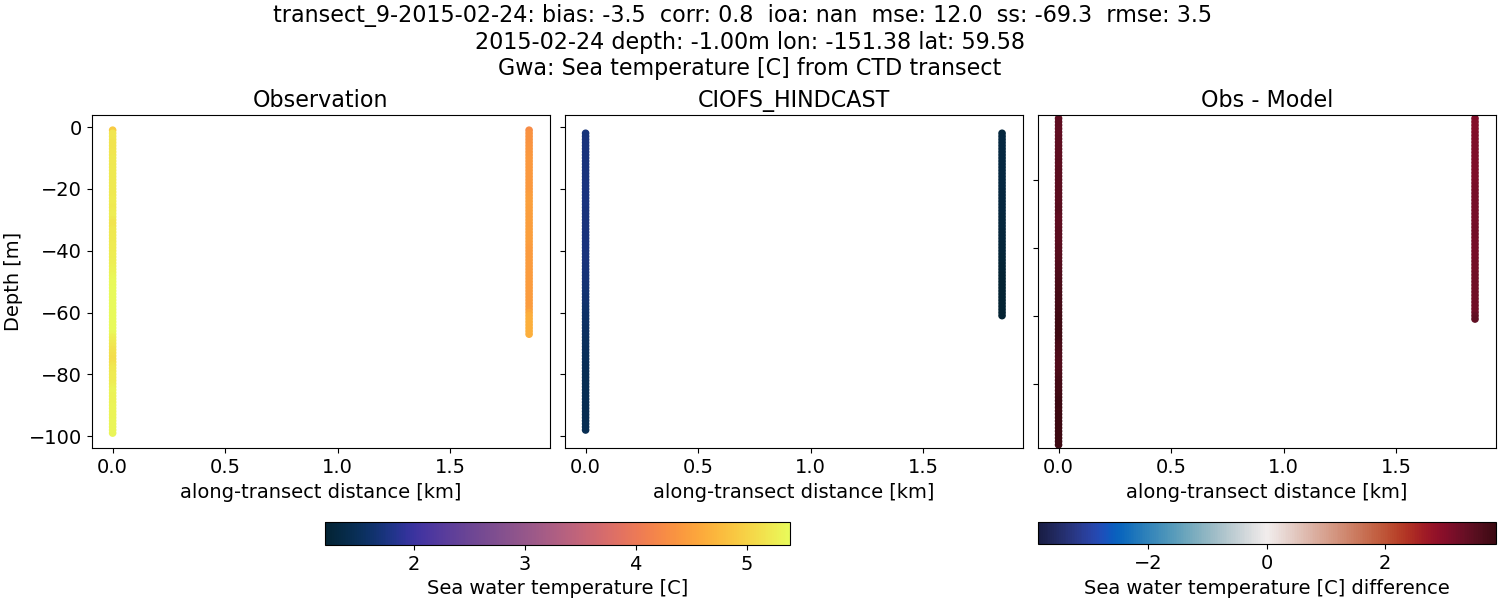 transect_9-2015-02-24: bias: -3.5  corr: 0.8  ioa: nan  mse: 12.0  ss: -69.3  rmse: 3.5
2015-02-24 depth: -1.00m lon: -151.38 lat: 59.58
Gwa: Sea temperature [C] from CTD transect
Observation
CIOFS_HINDCAST
Obs - Model
Depth [m]
0
−20
−40
−60
−80
−100
0.0 0.5 1.0 1.5
0.0 0.5 1.0 1.5
0.0 0.5 1.0 1.5
along-transect distance [km]
along-transect distance [km]
along-transect distance [km]
2 3 4 5
Sea water temperature [C]
−2 0 2
Sea water temperature [C] difference